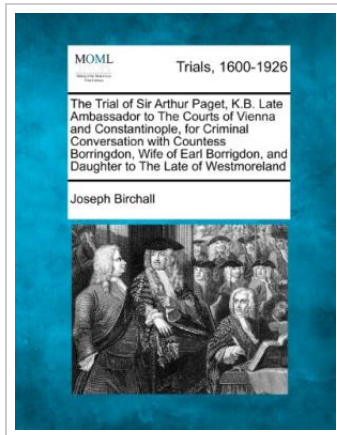 MOML
Trials, 1600-1926
The Trial of Sir Arthur Paget, K.B. Late
Ambassador to The Courts of Vienna
and Constantinople, for Criminal
Conversation with Countess
Borringdon, Wife of Earl Borrigdon, and
Daughter to The Late of Westmoreland
Joseph Birchall